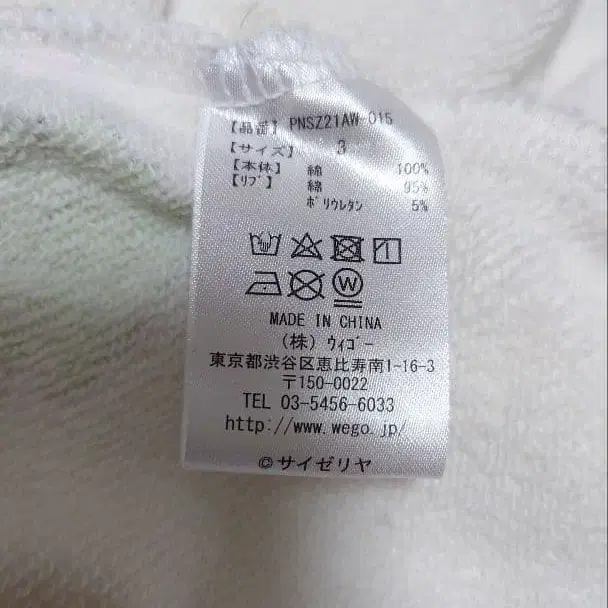 【品番】 PNSZ21AW-015
【サイズ】 3
【本体】 綿 100%
【リブ】 綿 95%
ポリウレタン 5%
W
MADE IN CHINA
(株) ウィゴー
東京都渋谷区恵比寿南1-16-3
〒150-0022
TEL 03-5456-6033
http://www.wego.jp/
©サイゼリヤ